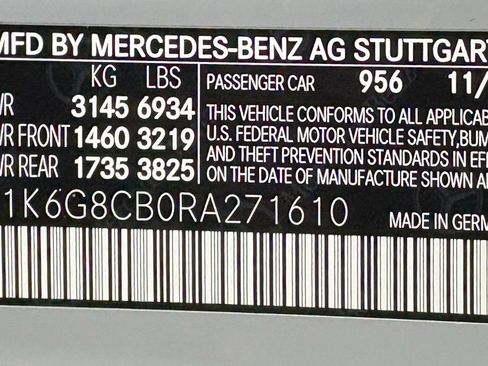 MFD BY MERCEDES-BENZ AG STUTTGAR
KG LBS PASSENGER CAR 956 11/
WR 3145 6934 THIS VEHICLE CONFORMS TO ALL APPLICAB
WR FRONT 1460 3219 U.S. FEDERAL MOTOR VEHICLE SAFETY, BUM
WR REAR 1735 3825 AND THEFT PREVENTION STANDARDS IN EFF
ON THE DATE OF MANUFACTURE SHOWN A
1K6G8CB0RA271610 MADE IN GERM